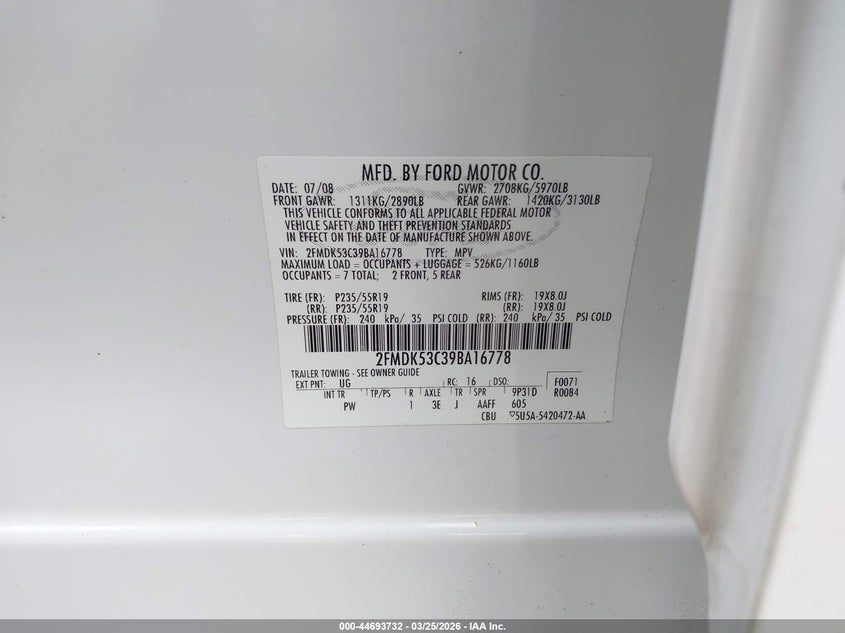 MFD. BY FORD MOTOR CO.
DATE: 07/08 GVWR: 2708KG/5970LB
FRONT GAWR: 1311KG/2890LB REAR GAWR: 1420KG/3130LB
THIS VEHICLE CONFORMS TO ALL APPLICABLE FEDERAL MOTOR
VEHICLE SAFETY AND THEFT PREVENTION STANDARDS
IN EFFECT ON THE DATE OF MANUFACTURE SHOWN ABOVE.
VIN: 2FMDK53C39BA16778 TYPE: MPV
MAXIMUM LOAD = OCCUPANTS + LUGGAGE = 526KG/1160LB
OCCUPANTS = 7 TOTAL; 2 FRONT, 5 REAR
TIRE (FR): P235/55R19 RIMS (FR): 19X8.0J
(RR): P235/55R19 (RR): 19X8.0J
PRESSURE (FR): 240 kPa/ 35 PSI COLD (RR): 240 kPa/ 35 PSI COLD
2FMDK53C39BA16778
TRAILER TOWING - SEE OWNER GUIDE
EXT PNT: UG RC: 16 DSO: F0071
INT TR TP/PS R AXLE TR SPR 9P31D R0084
PW 1 3E J AAFF 605
CBU 5U5A-5420472-AA
000-44693732 - 03/25/2026 - IAA Inc.